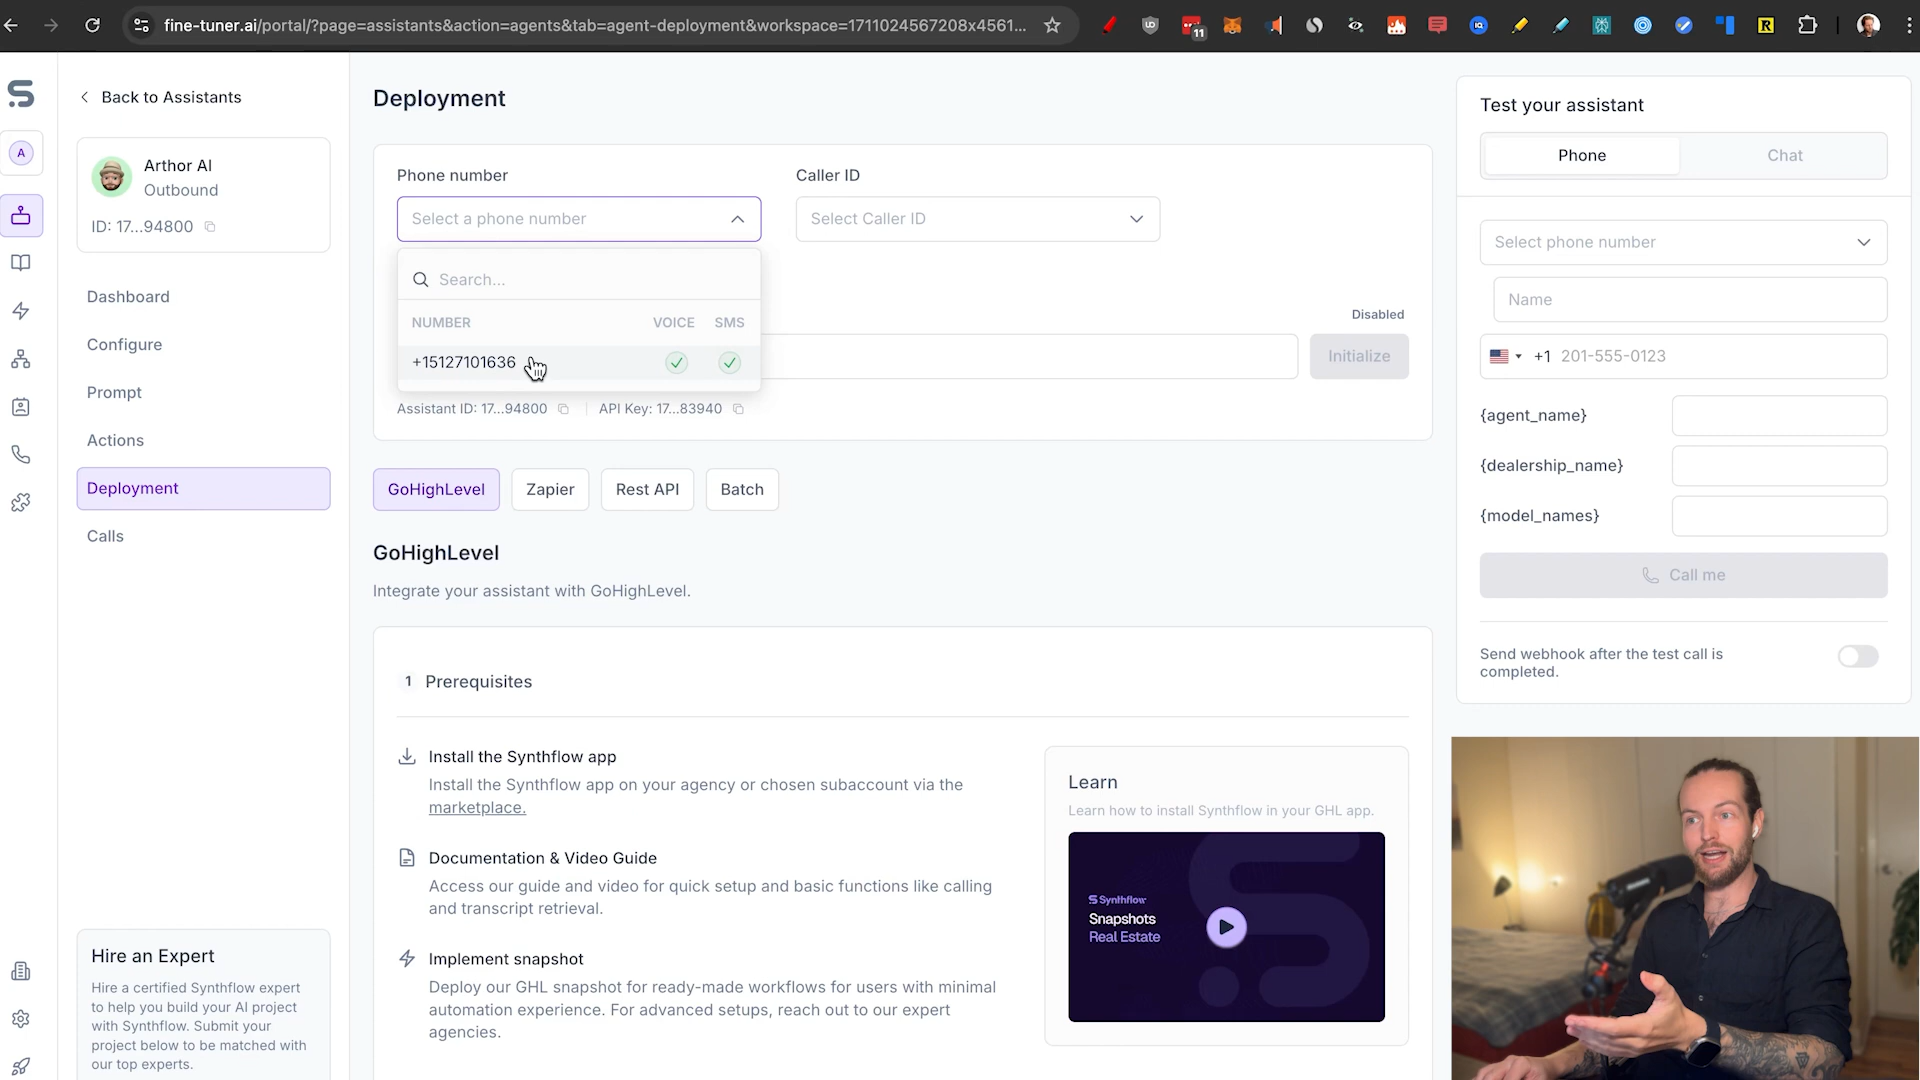 fine-tuner.ai/portal/?page=assistants&action=agents&tab=agent-deployment&workspace=1711024567208x4561...
11
Back to Assistants
A
Arthor AI
Outbound
ID: 17...94800
Dashboard
Configure
Prompt
Actions
Deployment
Calls
Hire an Expert
Hire a certified Synthflow expert
to help you build your AI project
with Synthflow. Submit your
project below to be matched with
our top experts.
Deployment
Phone number
Select a phone number
Caller ID
Select Caller ID
Search...
NUMBER VOICE SMS
+15127101636
Disabled
Initialize
Assistant ID: 17...94800
API Key: 17...83940
GoHighLevel
Zapier
Rest API
Batch
GoHighLevel
Integrate your assistant with GoHighLevel.
1 Prerequisites
Install the Synthflow app
Install the Synthflow app on your agency or chosen subaccount via the
marketplace.
Documentation & Video Guide
Access our guide and video for quick setup and basic functions like calling
and transcript retrieval.
Implement snapshot
Deploy our GHL snapshot for ready-made workflows for users with minimal
automation experience. For advanced setups, reach out to our expert
agencies.
Learn
Learn how to install Synthflow in your GHL app.
Synthflow
Snapshots
Real Estate
Test your assistant
Phone
Chat
Select phone number
Name
+1 201-555-0123
{agent_name}
{dealership_name}
{model_names}
Call me
Send webhook after the test call is
completed.